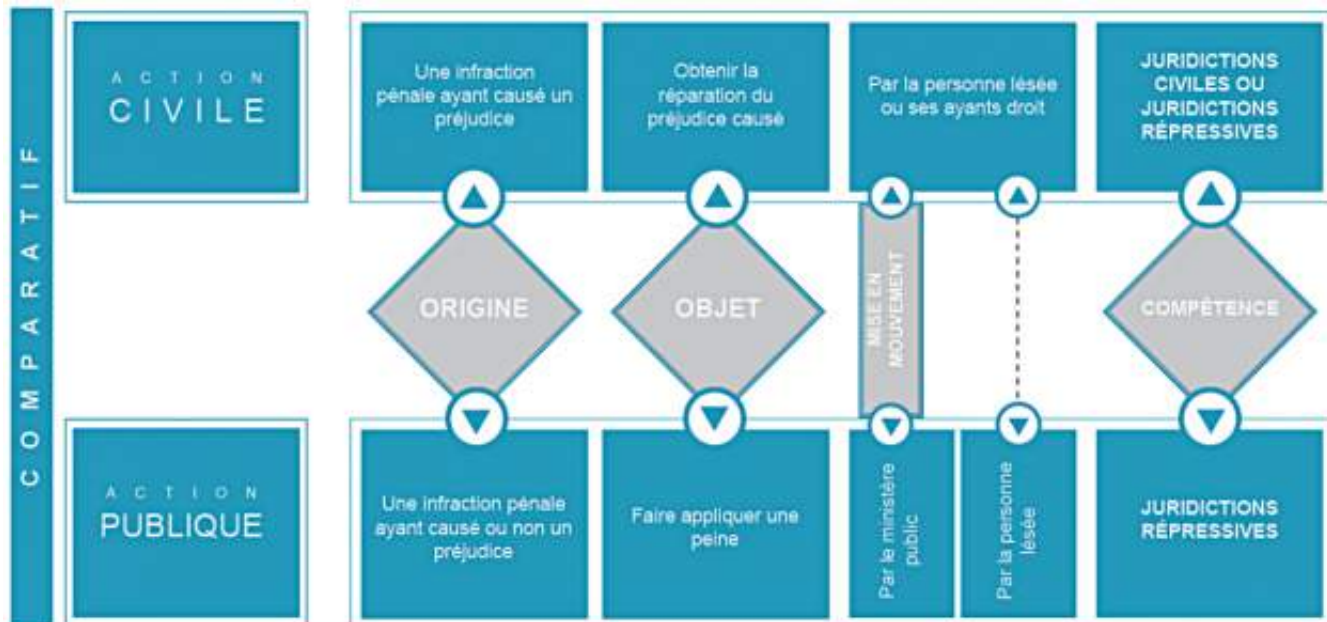 COMPARATIF
ACTION
CIVILE
Une infraction
pénale ayant causé un
préjudice
Obtenir la
réparation du
préjudice causé
Par la personne lésée
ou ses ayants droit
JURIDICTIONS
CIVILES OU
JURIDICTIONS
RÉPRESSIVES
ORIGINE
OBJET
MISE EN
MOUVEMENT
COMPÉTENCE
ACTION
PUBLIQUE
Une infraction pénale
ayant causé ou non un
préjudice
Faire appliquer une
peine
Par le ministère
public
Par la personne
lésée
JURIDICTIONS
RÉPRESSIVES